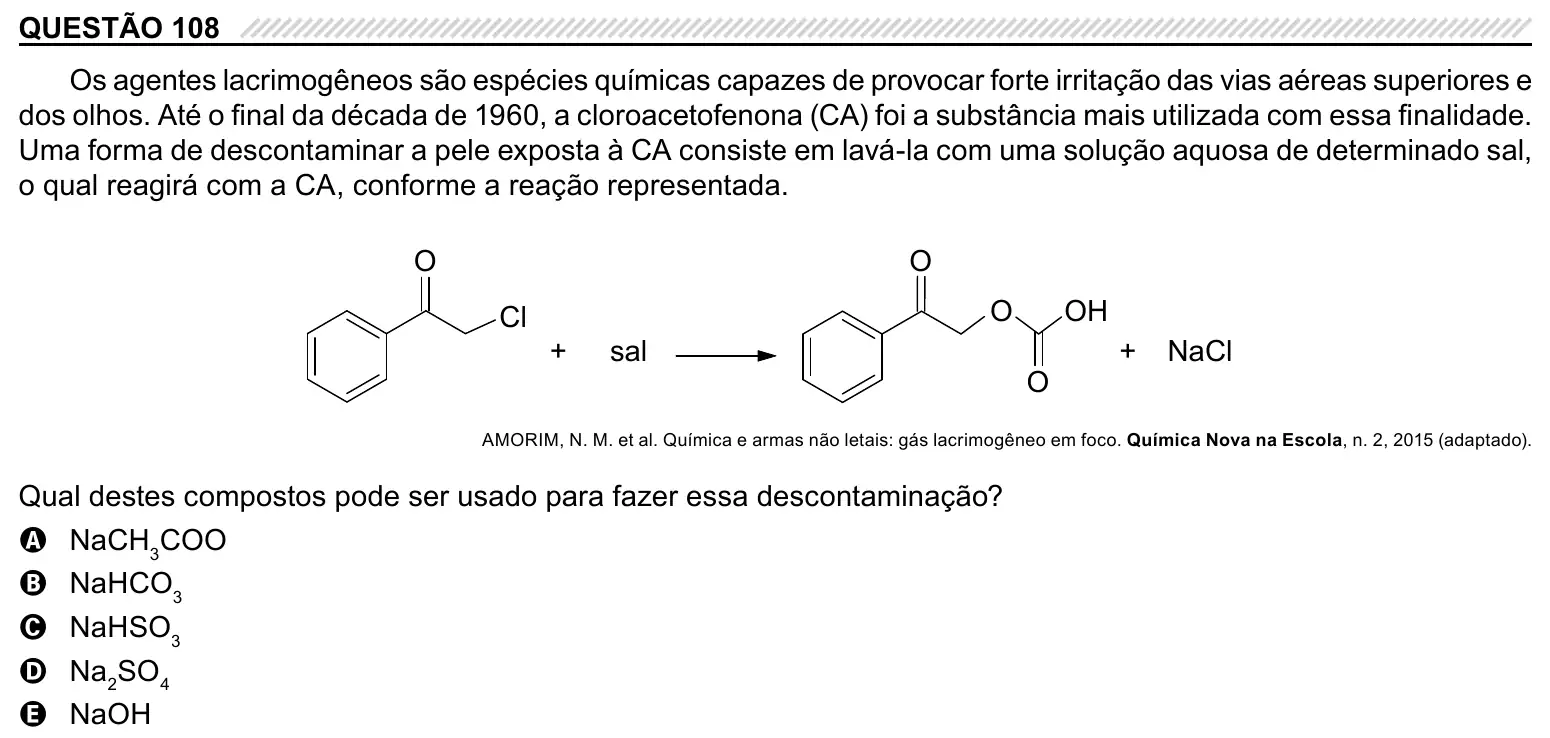 QUESTÃO 108
Os agentes lacrimogêneos são espécies químicas capazes de provocar forte irritação das vias aéreas superiores e
dos olhos. Até o final da década de 1960, a cloroacetofenona (CA) foi a substância mais utilizada com essa finalidade.
Uma forma de descontaminar a pele exposta à CA consiste em lavá-la com uma solução aquosa de determinado sal,
o qual reagirá com a CA, conforme a reação representada.
O
Cl
+ sal
O
O
OH
O
+ NaCl
AMORIM, N. M. et al. Química e armas não letais: gás lacrimogêneo em foco. Química Nova na Escola, n. 2, 2015 (adaptado).
Qual destes compostos pode ser usado para fazer essa descontaminação?
A NaCH₃COO
B NaHCO₃
C NaHSO₃
D Na₂SO₄
E NaOH